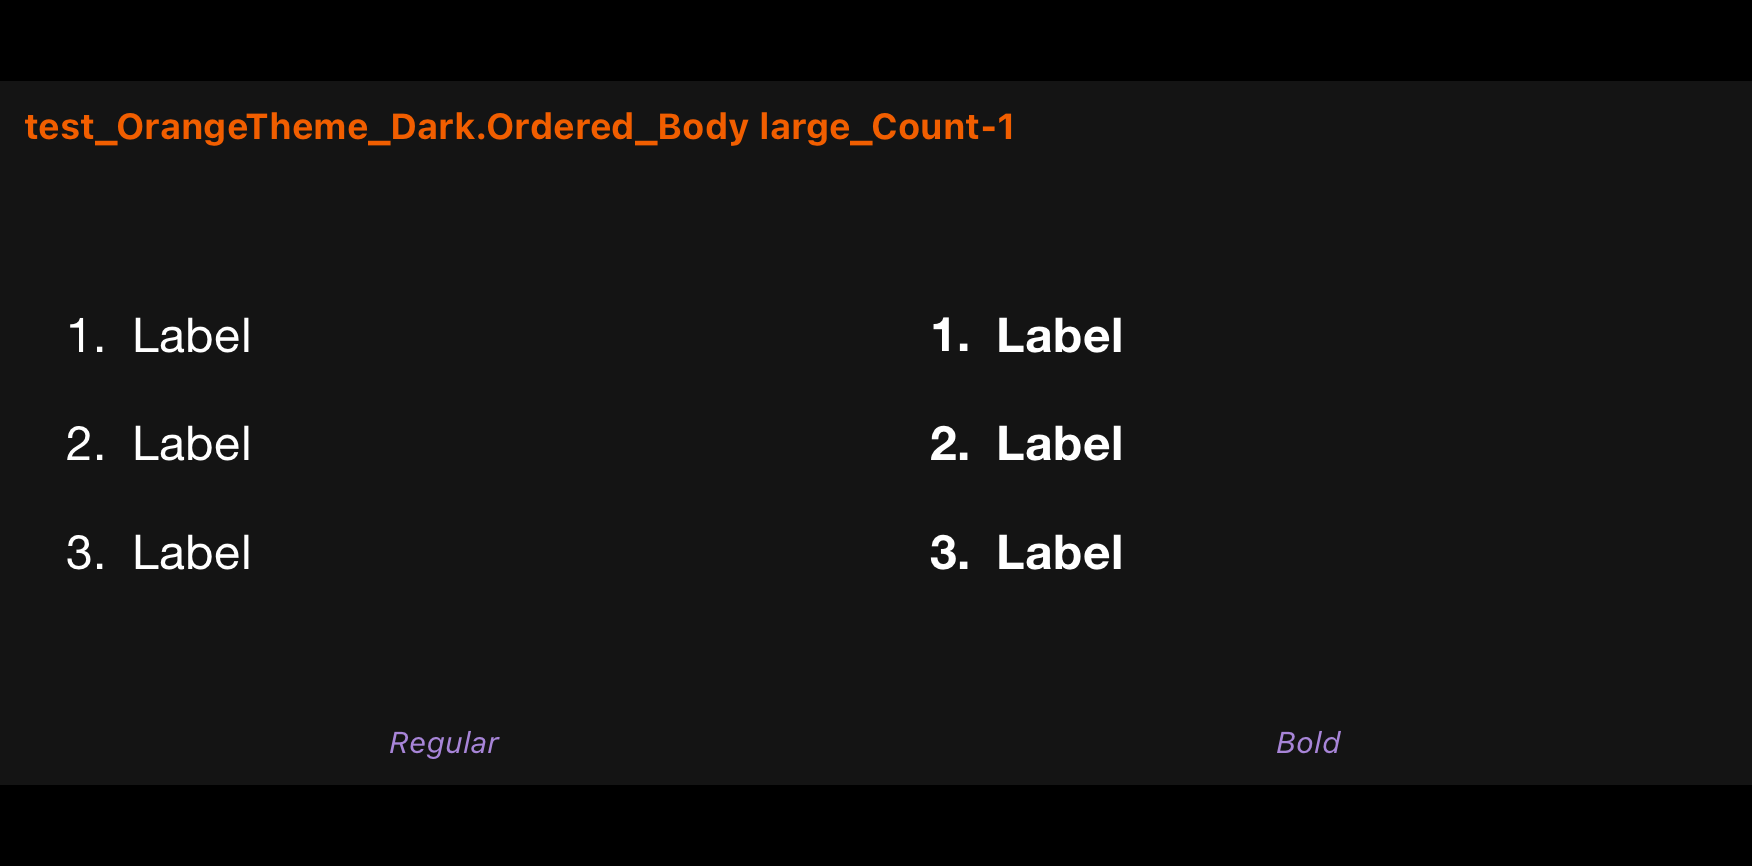 test_OrangeTheme_Dark.Ordered_Body large_Count-1
1. Label
2. Label
3. Label
Regular
1. Label
2. Label
3. Label
Bold